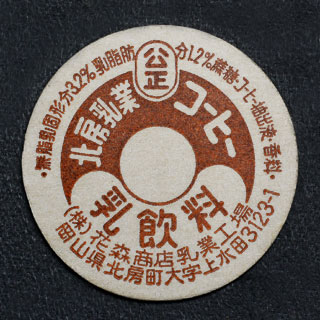 ・無脂乳固形分3.2%乳脂肪分1.2%蔗糖・コーヒー抽出液・香料・
公正
北房乳業
コーヒー
乳飲料
(株)花森商店乳業工場
岡山県北房町大字上水田3123-1